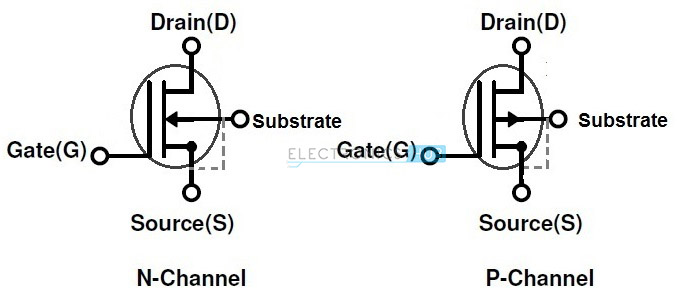 Drain(D) Drain(D)
Substrate Substrate
Gate(G) Gate(G)
Source(S) Source(S)
N-Channel P-Channel